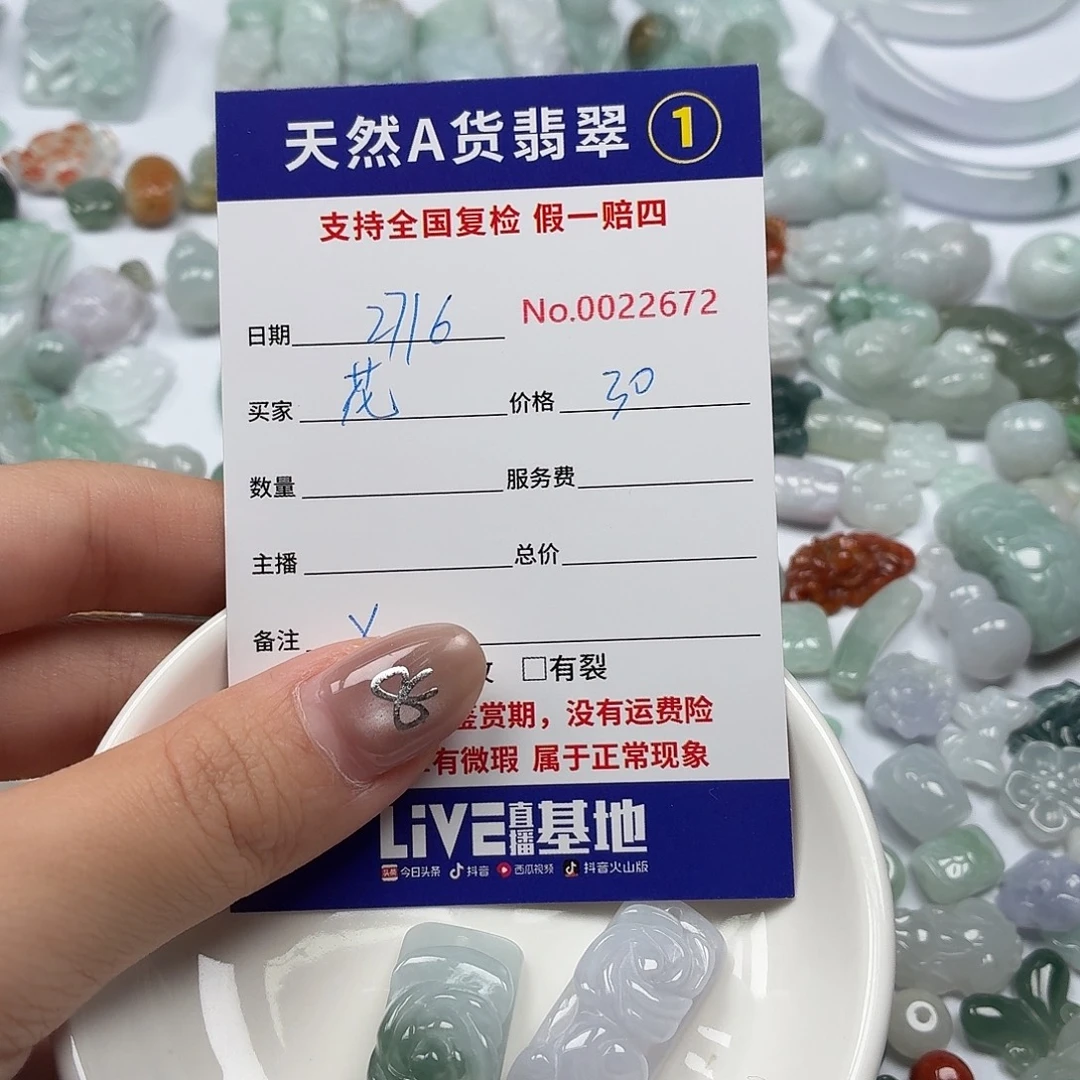 天然A货翡翠 1
支持全国复检 假一赔四
日期 27/6 No.0022672
买家 花 价格 30
数量 服务费
主播 总价
备注
□有裂
鉴赏期，没有运费险
有微瑕 属于正常现象
LiVE直播基地
头条 今日头条 抖音 西瓜视频 抖音火山版